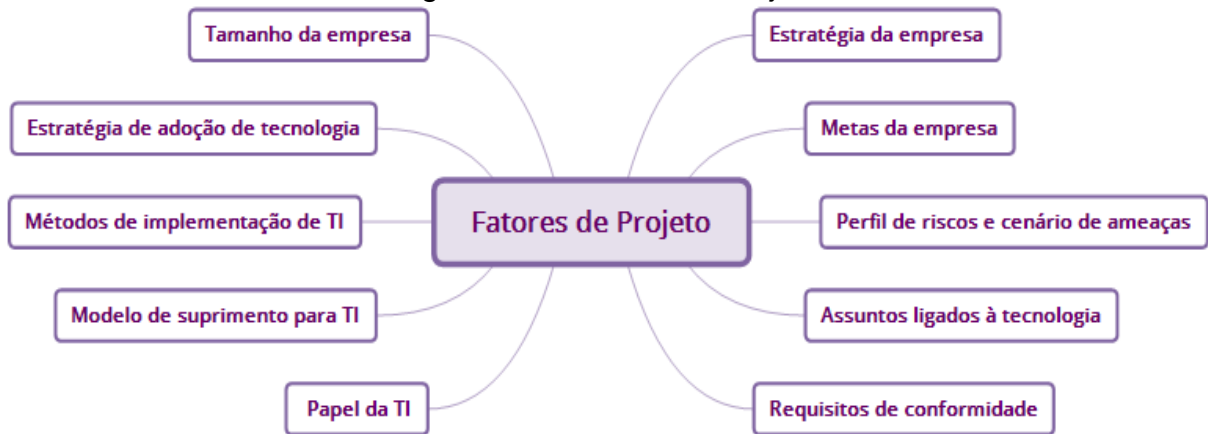 Tamanho da empresa
Estratégia da empresa
Estratégia de adoção de tecnologia
Metas da empresa
Métodos de implementação de TI
Fatores de Projeto
Perfil de riscos e cenário de ameaças
Modelo de suprimento para TI
Assuntos ligados à tecnologia
Papel da TI
Requisitos de conformidade